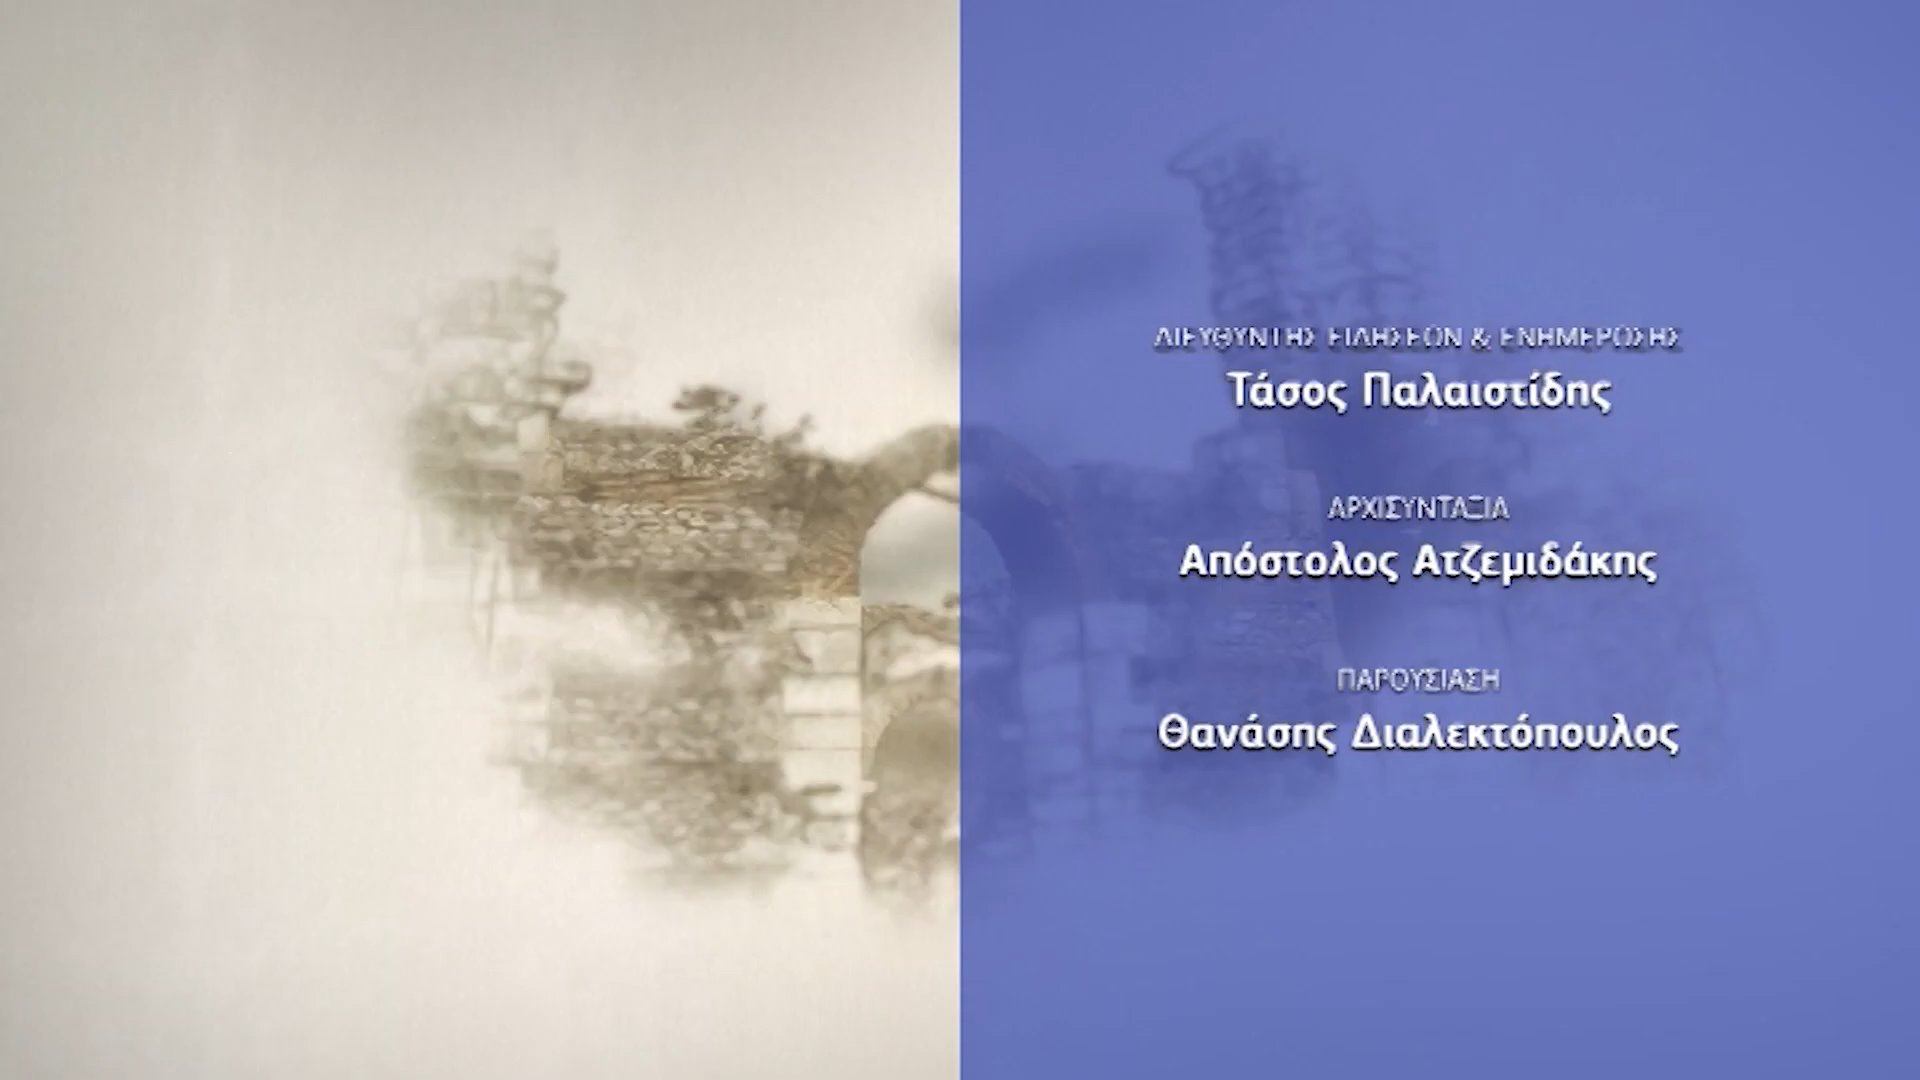 ΔΙΕΥΘΥΝΤΗΣ ΕΙΔΗΣΕΩΝ & ΕΝΗΜΕΡΩΣΗΣ
Τάσος Παλαιστίδης
ΑΡΧΙΣΥΝΤΑΞΙΑ
Απόστολος Ατζεμιδάκης
ΠΑΡΟΥΣΙΑΣΗ
Θανάσης Διαλεκτόπουλος